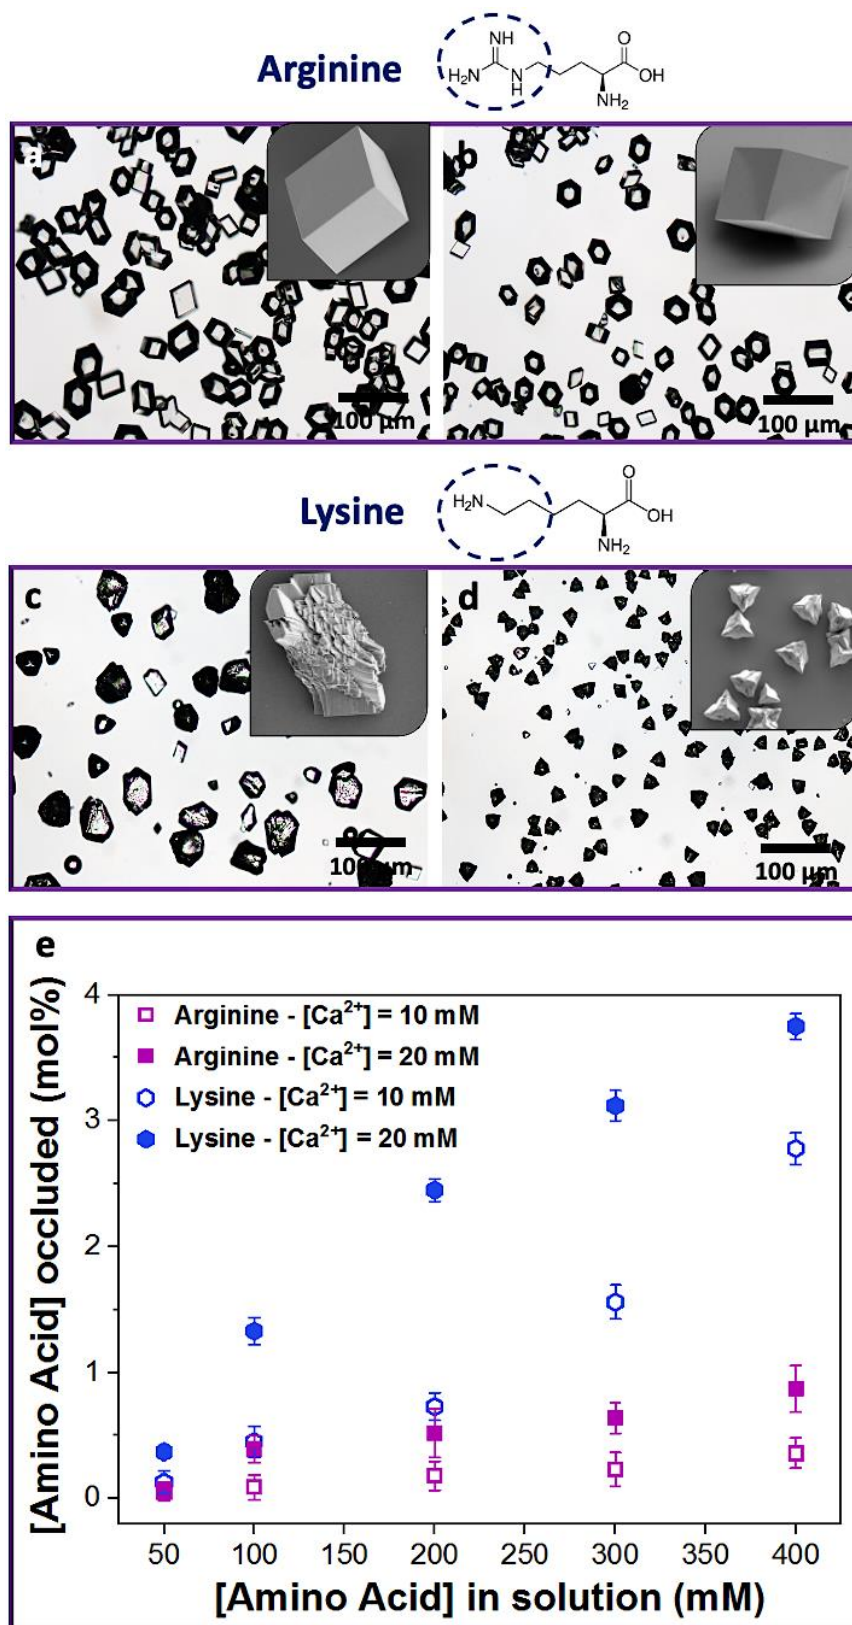 Arginine
NH
H₂N
N
H
O
OH
NH₂
a
100 µm
b
100 µm
Lysine
H₂N
O
OH
NH₂
c
100 µm
d
100 µm
e
[Amino Acid] occluded (mol%)
4
3
2
1
0
Arginine - [Ca²⁺] = 10 mM
Arginine - [Ca²⁺] = 20 mM
Lysine - [Ca²⁺] = 10 mM
Lysine - [Ca²⁺] = 20 mM
50 100 150 200 250 300 350 400
[Amino Acid] in solution (mM)